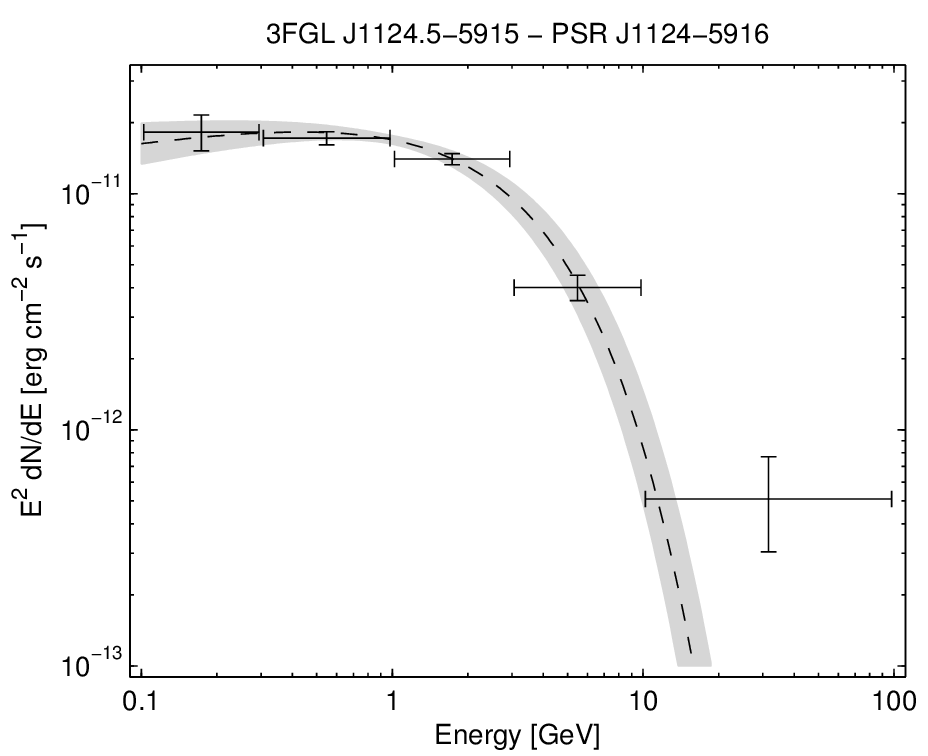 3FGL J1124.5−5915 − PSR J1124−5916
E² dN/dE [erg cm⁻² s⁻¹]
10⁻¹¹
10⁻¹²
10⁻¹³
0.1 1 10 100
Energy [GeV]